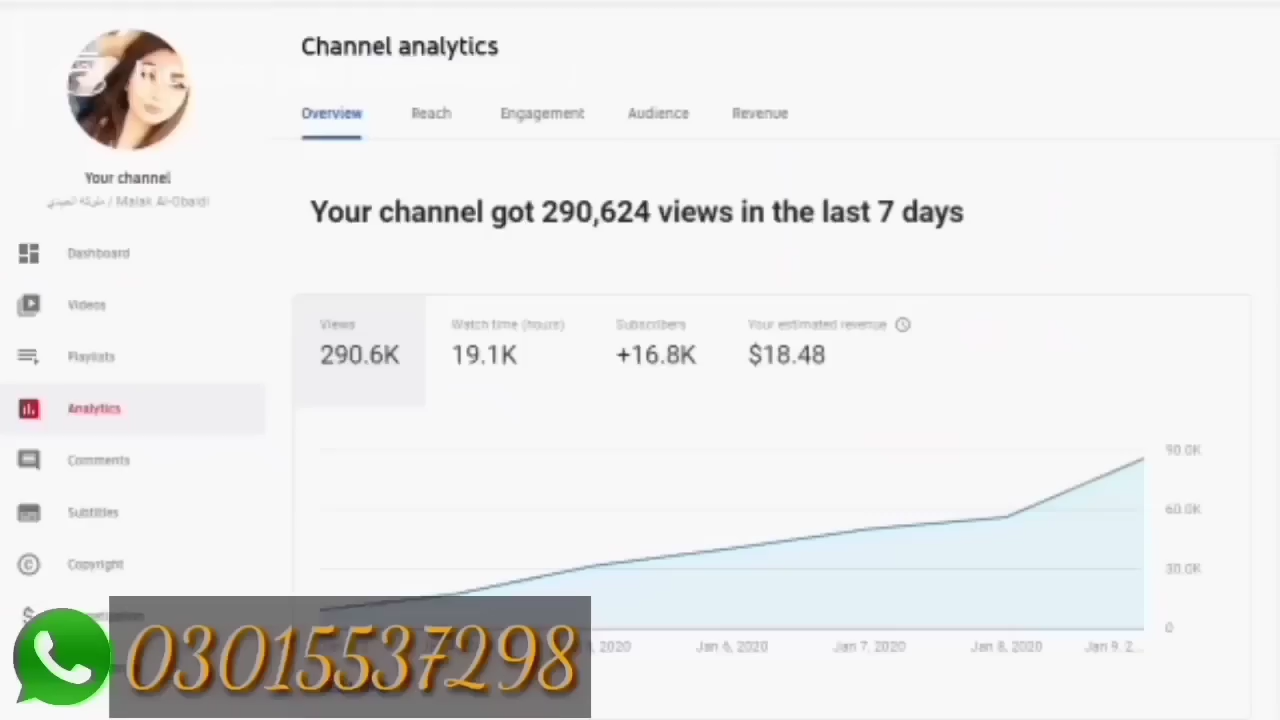 Channel analytics
Overview Reach Engagement Audience Revenue
Your channel
/ Malak Al-Obaidi
Your channel got 290,624 views in the last 7 days
Dashboard
Videos
Playlists
Analytics
Comments
Subtitles
Copyright
Views Watch time (hours) Subscribers Your estimated revenue
290.6K 19.1K +16.8K $18.48
90.0K
60.0K
30.0K
0
, 2020 Jan 6, 2020 Jan 7, 2020 Jan 8, 2020 Jan 9, 2...
03015537298